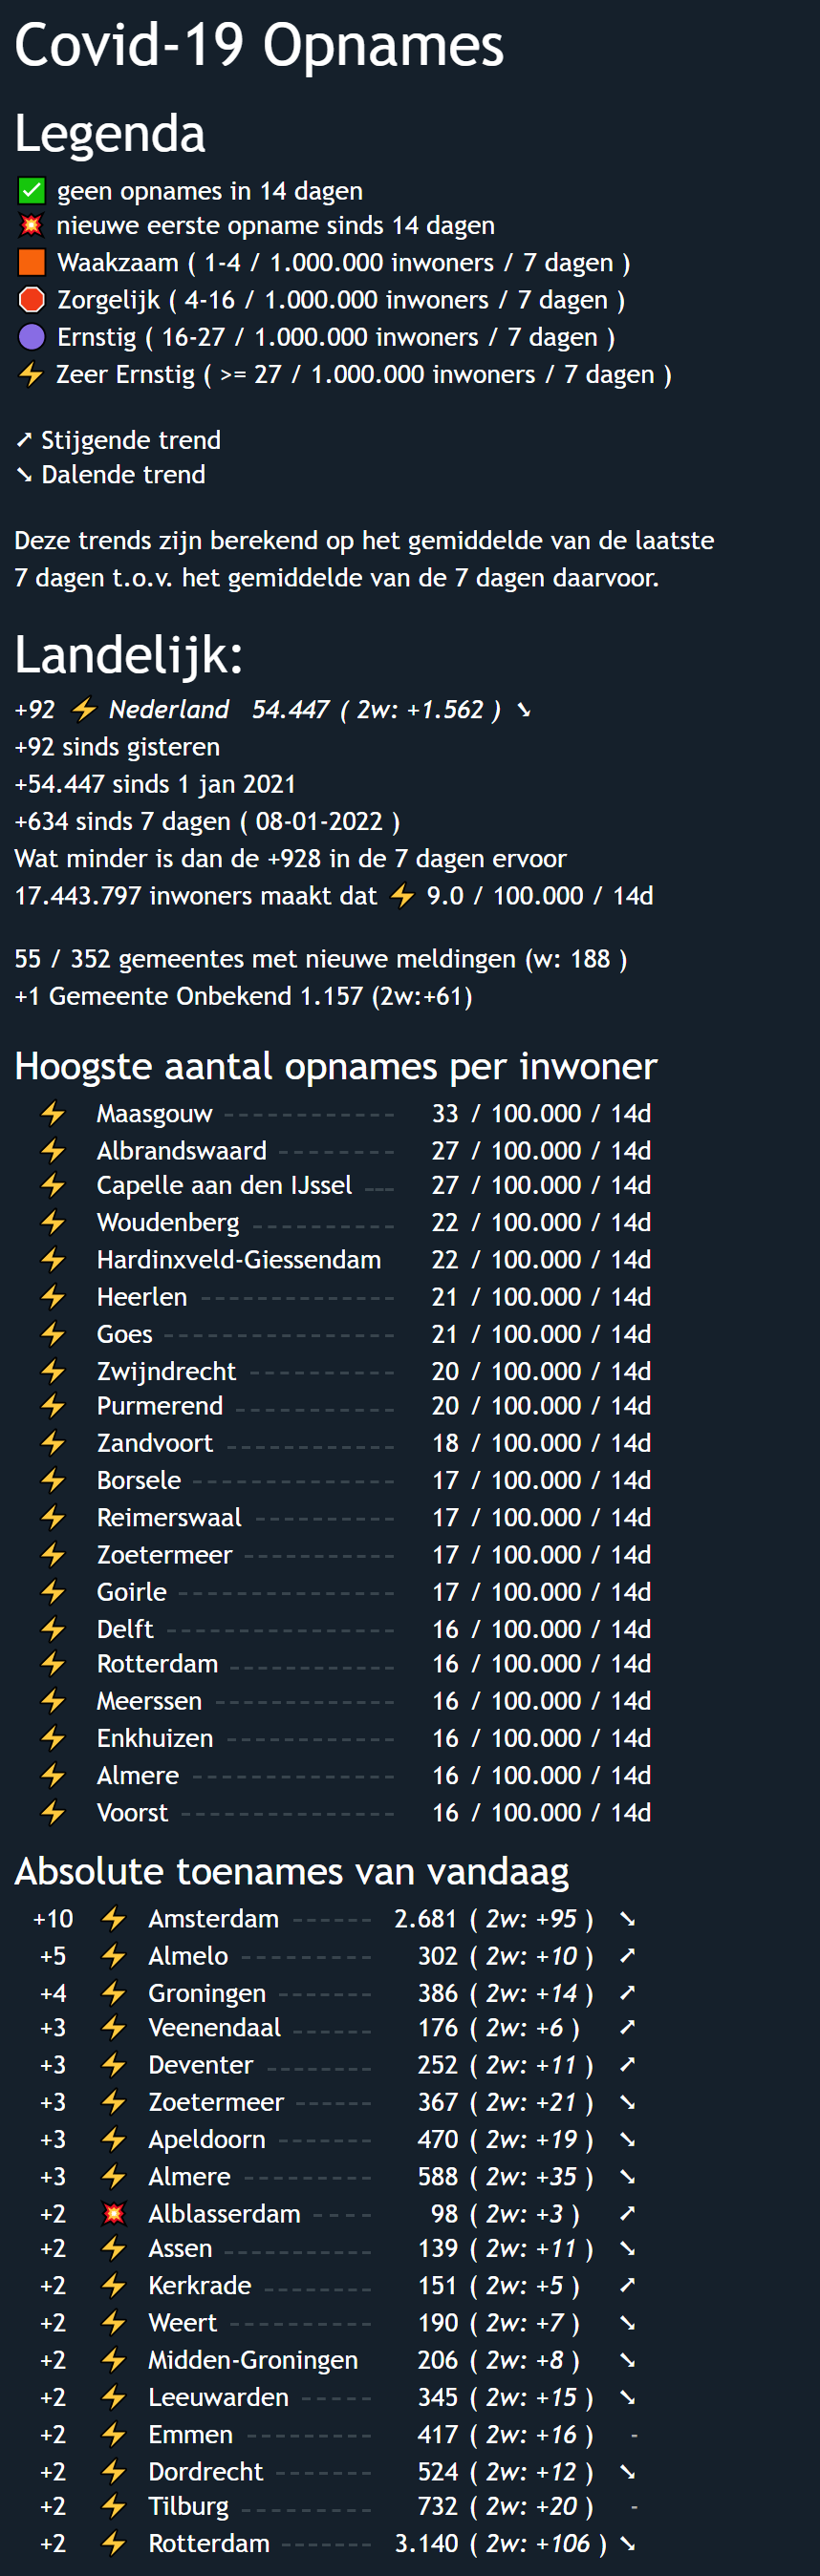 Covid-19 Opnames
Legenda
✅ geen opnames in 14 dagen
💥 nieuwe eerste opname sinds 14 dagen
🟧 Waakzaam ( 1-4 / 1.000.000 inwoners / 7 dagen )
🛑 Zorgelijk ( 4-16 / 1.000.000 inwoners / 7 dagen )
🟣 Ernstig ( 16-27 / 1.000.000 inwoners / 7 dagen )
⚡ Zeer Ernstig ( >= 27 / 1.000.000 inwoners / 7 dagen )
➚ Stijgende trend
➘ Dalende trend
Deze trends zijn berekend op het gemiddelde van de laatste
7 dagen t.o.v. het gemiddelde van de 7 dagen daarvoor.
Landelijk:
+92 ⚡ Nederland 54.447 ( 2w: +1.562 ) ➘
+92 sinds gisteren
+54.447 sinds 1 jan 2021
+634 sinds 7 dagen ( 08-01-2022 )
Wat minder is dan de +928 in de 7 dagen ervoor
17.443.797 inwoners maakt dat ⚡ 9.0 / 100.000 / 14d
55 / 352 gemeentes met nieuwe meldingen (w: 188 )
+1 Gemeente Onbekend 1.157 (2w:+61)
Hoogste aantal opnames per inwoner
⚡ Maasgouw ------------ 33 / 100.000 / 14d
⚡ Albrandswaard -------- 27 / 100.000 / 14d
⚡ Capelle aan den IJssel --- 27 / 100.000 / 14d
⚡ Woudenberg ---------- 22 / 100.000 / 14d
⚡ Hardinxveld-Giessendam 22 / 100.000 / 14d
⚡ Heerlen ------------- 21 / 100.000 / 14d
⚡ Goes ---------------- 21 / 100.000 / 14d
⚡ Zwijndrecht ---------- 20 / 100.000 / 14d
⚡ Purmerend ----------- 20 / 100.000 / 14d
⚡ Zandvoort ------------ 18 / 100.000 / 14d
⚡ Borsele -------------- 17 / 100.000 / 14d
⚡ Reimerswaal ---------- 17 / 100.000 / 14d
⚡ Zoetermeer ---------- 17 / 100.000 / 14d
⚡ Goirle --------------- 17 / 100.000 / 14d
⚡ Delft ---------------- 16 / 100.000 / 14d
⚡ Rotterdam ----------- 16 / 100.000 / 14d
⚡ Meerssen ------------ 16 / 100.000 / 14d
⚡ Enkhuizen ------------ 16 / 100.000 / 14d
⚡ Almere -------------- 16 / 100.000 / 14d
⚡ Voorst --------------- 16 / 100.000 / 14d
Absolute toenames van vandaag
+10 ⚡ Amsterdam ------ 2.681 ( 2w: +95 ) ➘
+5 ⚡ Almelo --------- 302 ( 2w: +10 ) ➚
+4 ⚡ Groningen ------- 386 ( 2w: +14 ) ➚
+3 ⚡ Veenendaal ------ 176 ( 2w: +6 ) ➚
+3 ⚡ Deventer ------- 252 ( 2w: +11 ) ➚
+3 ⚡ Zoetermeer ------ 367 ( 2w: +21 ) ➘
+3 ⚡ Apeldoorn ------- 470 ( 2w: +19 ) ➘
+3 ⚡ Almere --------- 588 ( 2w: +35 ) ➘
+2 💥 Alblasserdam ---- 98 ( 2w: +3 ) ➚
+2 ⚡ Assen ----------- 139 ( 2w: +11 ) ➘
+2 ⚡ Kerkrade -------- 151 ( 2w: +5 ) ➚
+2 ⚡ Weert ---------- 190 ( 2w: +7 ) ➘
+2 ⚡ Midden-Groningen 206 ( 2w: +8 ) ➘
+2 ⚡ Leeuwarden ----- 345 ( 2w: +15 ) ➘
+2 ⚡ Emmen --------- 417 ( 2w: +16 ) -
+2 ⚡ Dordrecht ------- 524 ( 2w: +12 ) ➘
+2 ⚡ Tilburg --------- 732 ( 2w: +20 ) -
+2 ⚡ Rotterdam ------- 3.140 ( 2w: +106 ) ➘